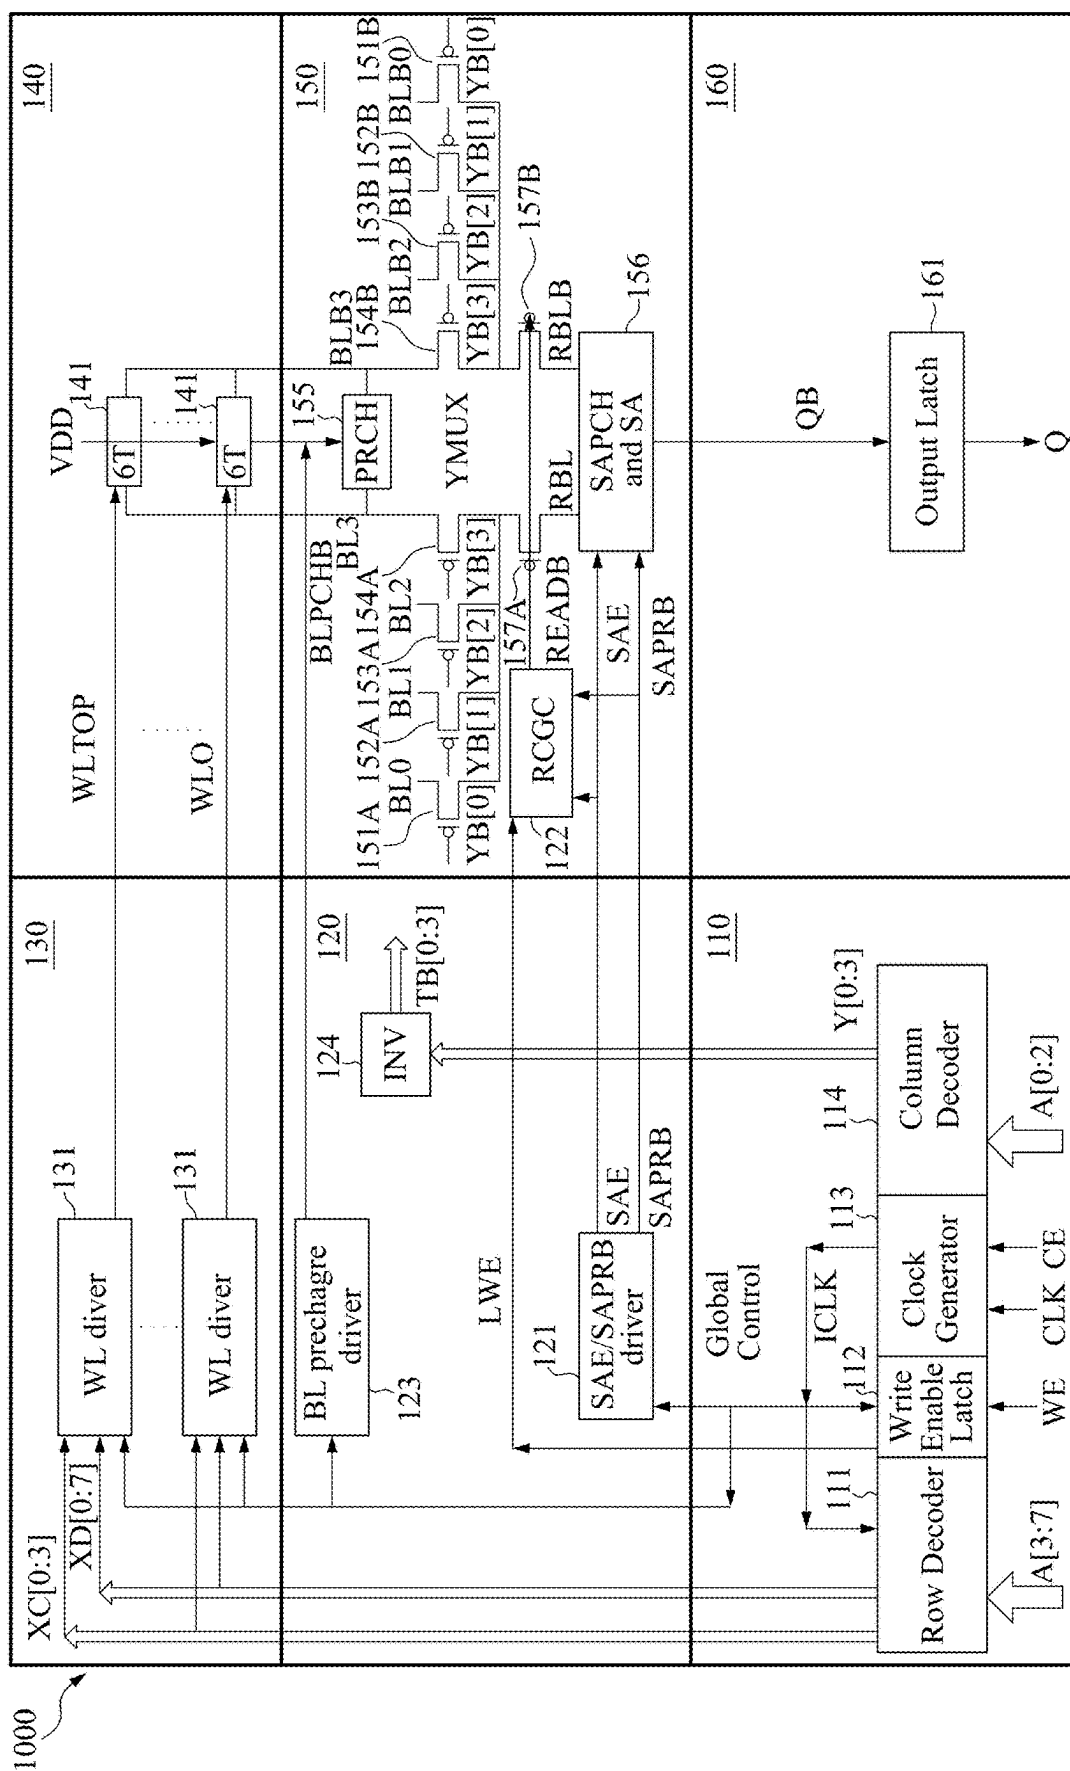 1000
130
XC[0:3]
XD[0:7]
WL diver
131
WL diver
131
140
WLTOP
WLO
VDD
6T
141
6T
141
120
BL prechagre
driver
123
INV
124
TB[0:3]
LWE
SAE/SAPRB
driver
121
SAE
SAPRB
Global
Control
150
BLPCHB
BL3
BLB3
PRCH
155
YMUX
151A
BL0
152A
BL1
153A
BL2
154A
YB[0]
YB[1]
YB[2]
YB[3]
154B
BLB2
153B
BLB1
152B
BLB0
151B
YB[3]
YB[2]
YB[1]
YB[0]
RCGC
122
157A
READB
RBL
RBLB
157B
SAE
SAPRB
SAPCH
and SA
156
110
ICLK
Y[0:3]
Row Decoder
111
Write
Enable
Latch
112
Clock
Generator
113
Column
Decoder
114
A[3:7]
WE
CLK
CE
A[0:2]
160
QB
Output Latch
161
Q